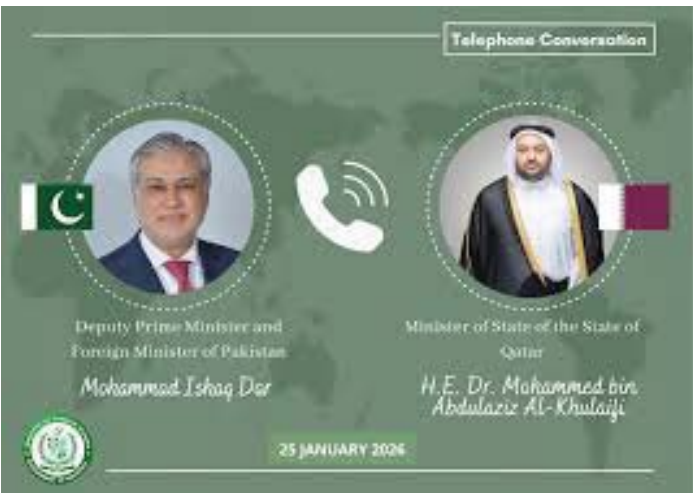 Telephone Conversation
Deputy Prime Minister and
Foreign Minister of Pakistan
Mohammad Ishaq Dar
Minister of State of the State of
Qatar
H.E. Dr. Mohammed bin
Abdulaziz Al-Khulaifi
25 JANUARY 2026